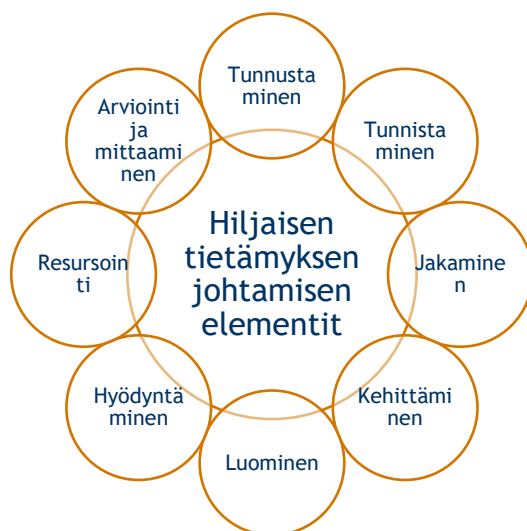 Tunnusta
minen
Tunnista
minen
Jakamine
n
Kehittämi
nen
Luominen
Hyödyntä
minen
Resursoin
ti
Arviointi
ja
mittaami
nen
Hiljaisen
tietämyksen
johtamisen
elementit